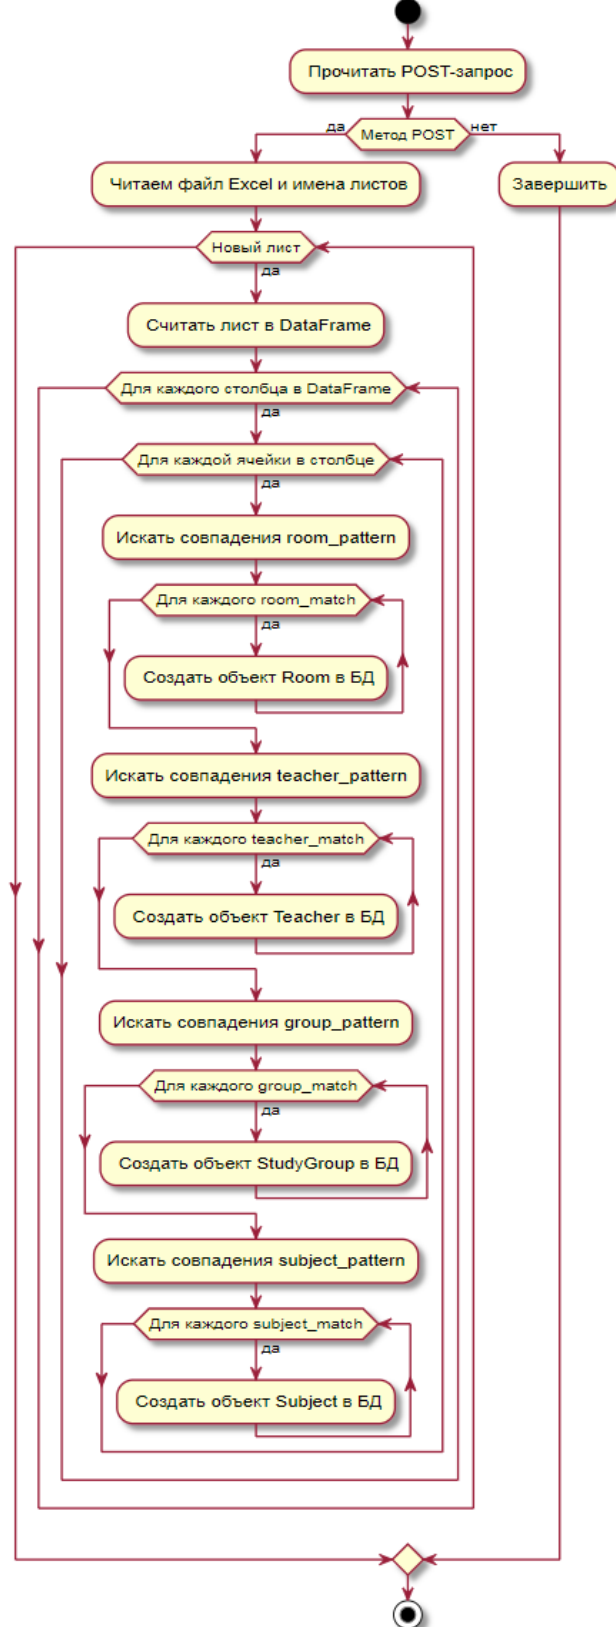 Прочитать POST-запрос
да
Метод POST
нет
Читаем файл Excel и имена листов
Завершить
Новый лист
да
Считать лист в DataFrame
Для каждого столбца в DataFrame
да
Для каждой ячейки в столбце
да
Искать совпадения room_pattern
Для каждого room_match
да
Создать объект Room в БД
Искать совпадения teacher_pattern
Для каждого teacher_match
да
Создать объект Teacher в БД
Искать совпадения group_pattern
Для каждого group_match
да
Создать объект StudyGroup в БД
Искать совпадения subject_pattern
Для каждого subject_match
да
Создать объект Subject в БД